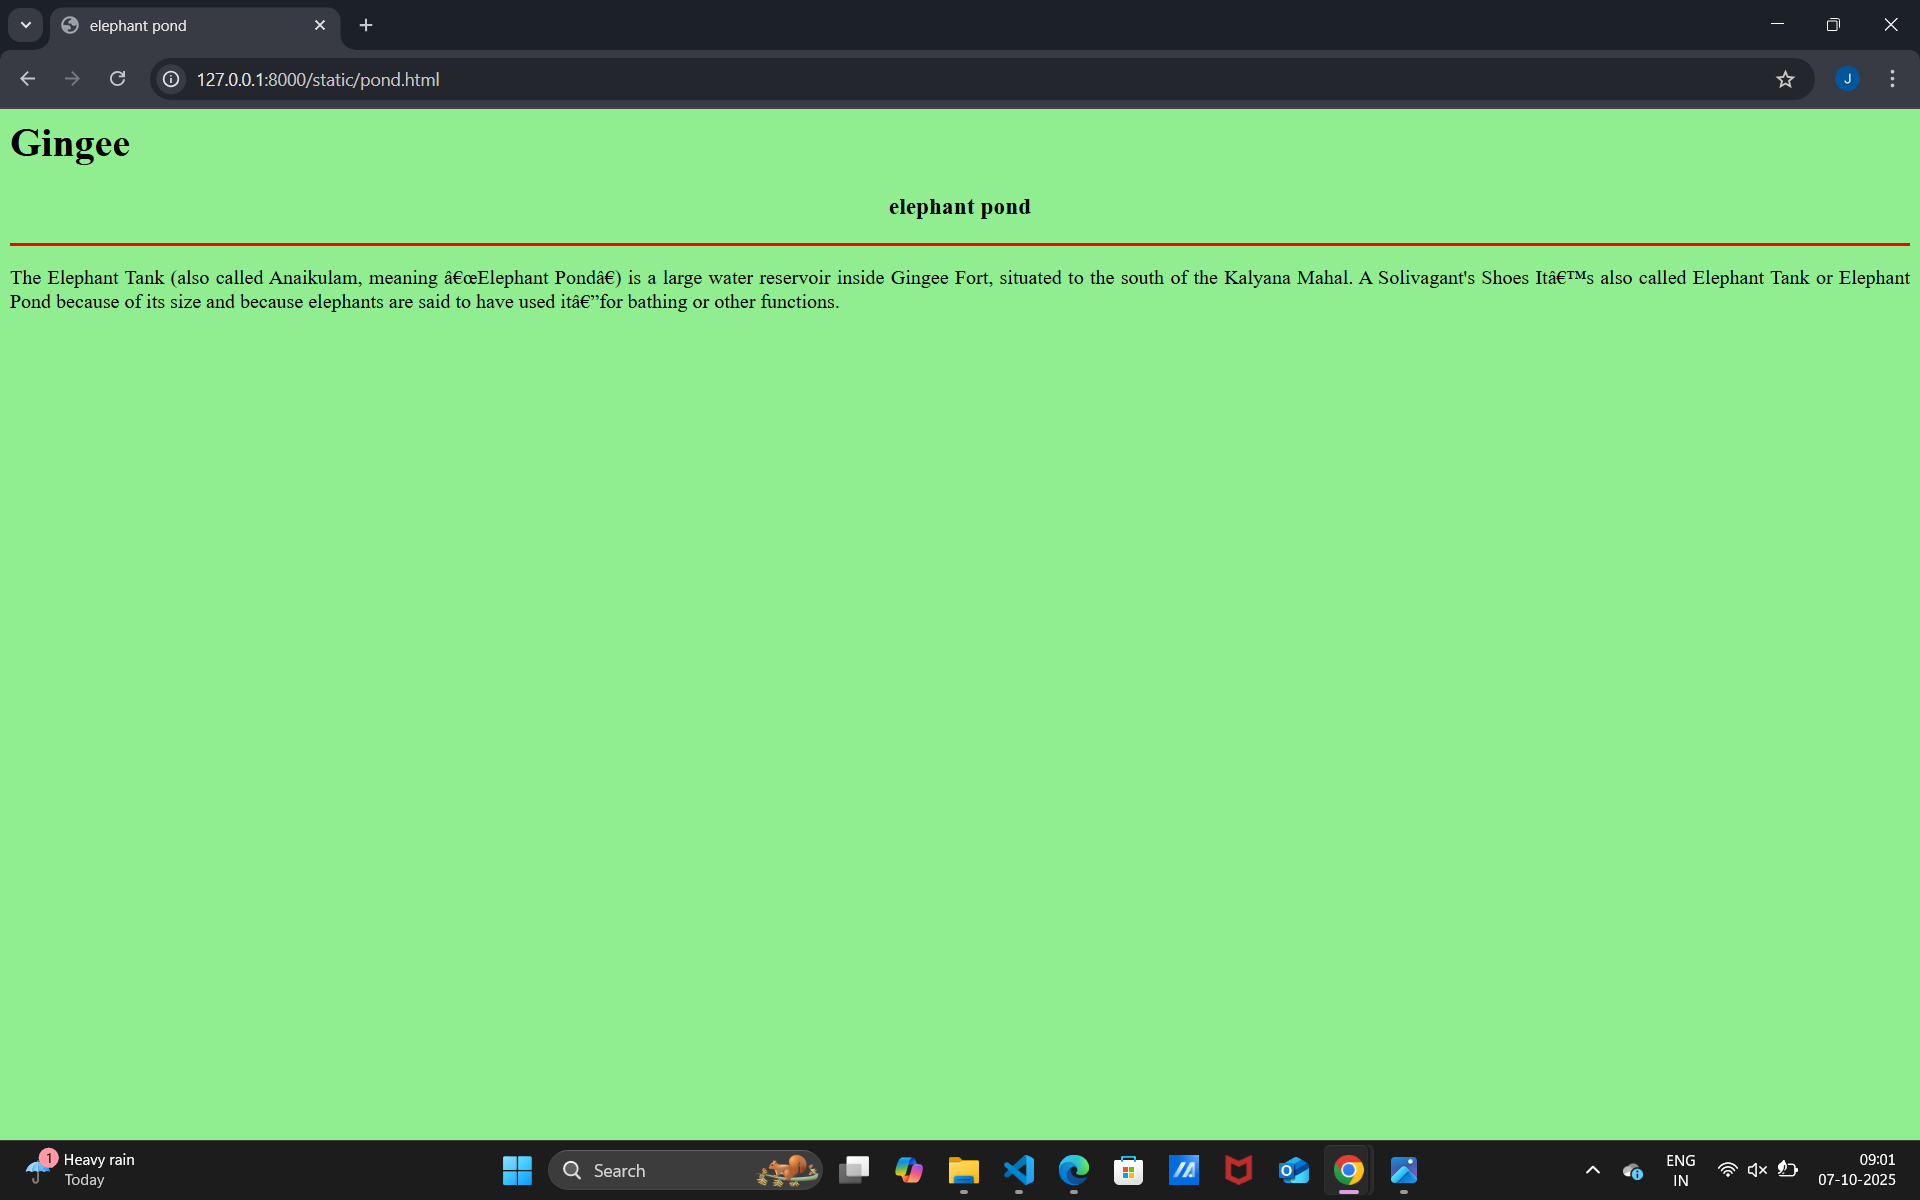 elephant pond
127.0.0.1:8000/static/pond.html
J
Gingee
elephant pond
The Elephant Tank (also called Anaikulam, meaning â€œElephant Pondâ€) is a large water reservoir inside Gingee Fort, situated to the south of the Kalyana Mahal. A Solivagant's Shoes Itâ€™s also called Elephant Tank or Elephant
Pond because of its size and because elephants are said to have used itâ€”for bathing or other functions.
1
Heavy rain
Today
Search
ENG
IN
09:01
07-10-2025